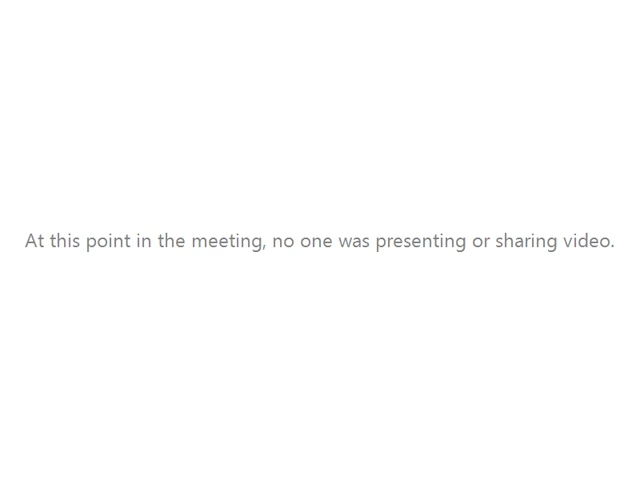 At this point in the meeting, no one was presenting or sharing video.